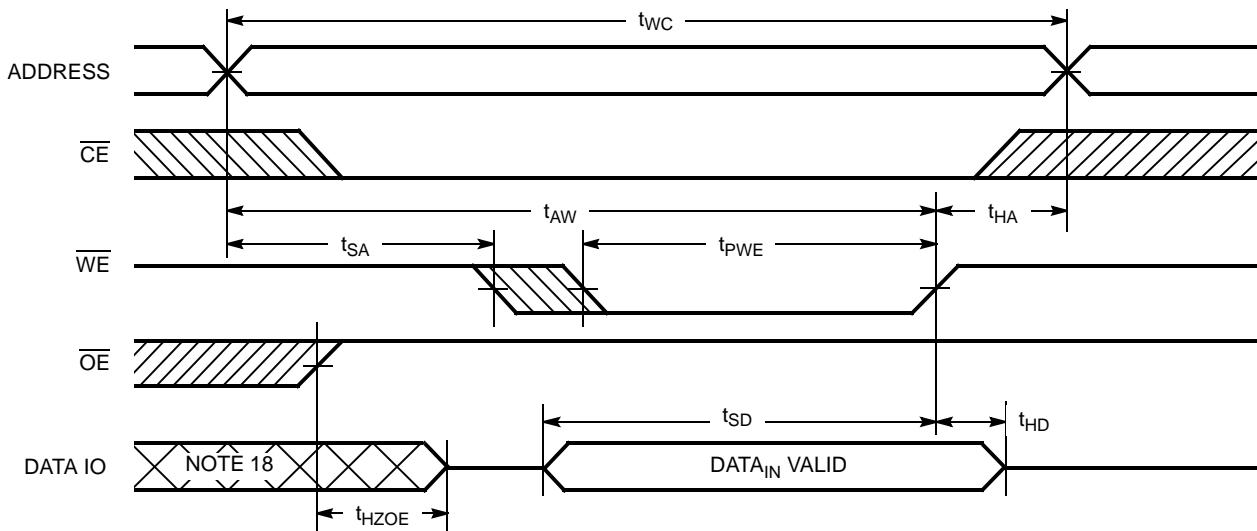 tWC
ADDRESS
CE
tAW
tHA
tSA
tPWE
WE
OE
tSD
tHD
DATA IO
NOTE 18
DATAIN VALID
tHZOE